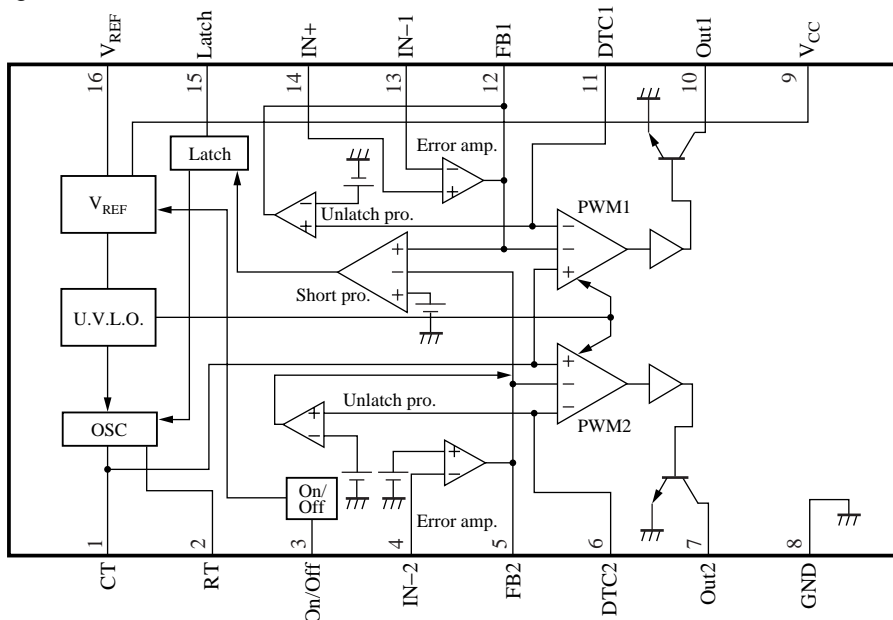 VREF
Latch
IN+
IN−1
FB1
DTC1
Out1
VCC
16
15
14
13
12
11
10
9
Latch
Error amp.
−
+
VREF
−
+
Unlatch pro.
PWM1
−
−
+
+
−
+
Short pro.
U.V.L.O.
+
−
−
PWM2
Unlatch pro.
+
−
OSC
+
−
On/
Off
Error amp.
1
2
3
4
5
6
7
8
CT
RT
On/Off
IN−2
FB2
DTC2
Out2
GND